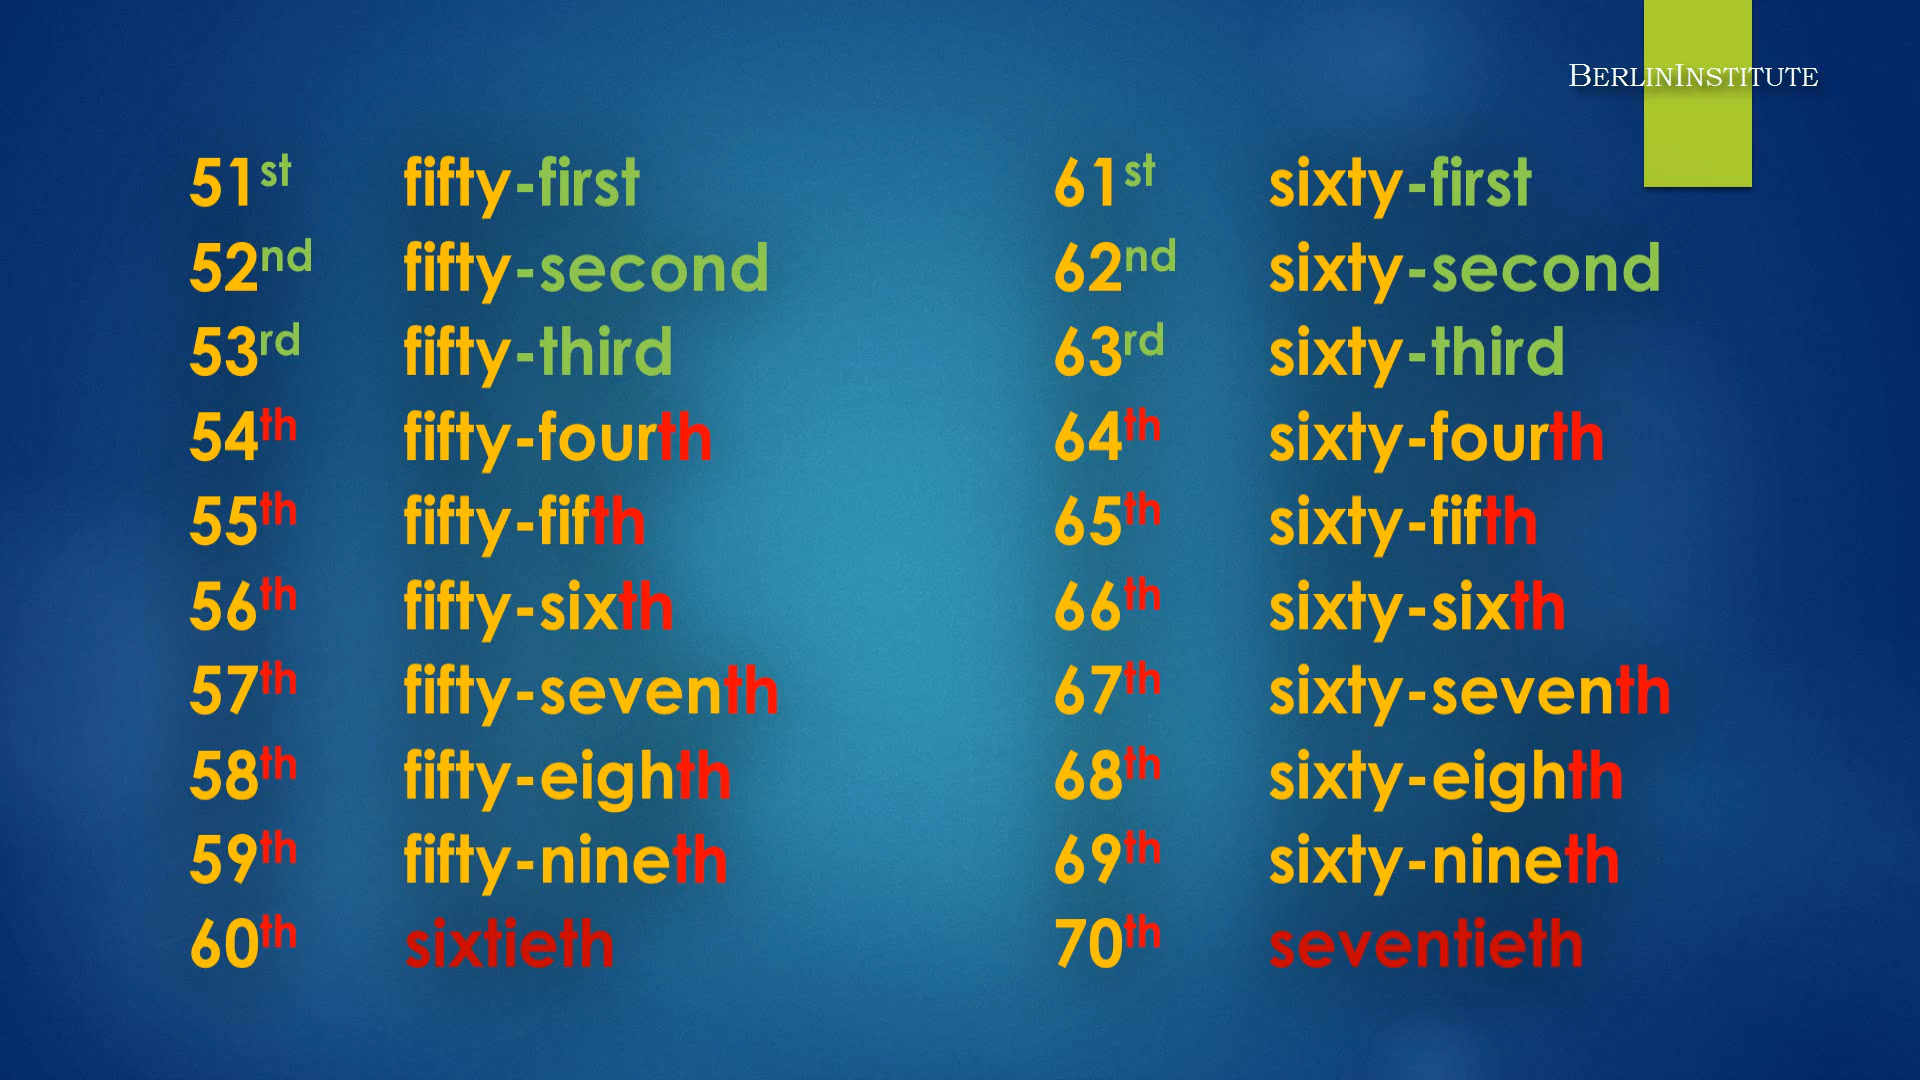 BERLININSTITUTE
51st fifty-first
52nd fifty-second
53rd fifty-third
54th fifty-fourth
55th fifty-fifth
56th fifty-sixth
57th fifty-seventh
58th fifty-eighth
59th fifty-nineth
60th sixtieth
61st sixty-first
62nd sixty-second
63rd sixty-third
64th sixty-fourth
65th sixty-fifth
66th sixty-sixth
67th sixty-seventh
68th sixty-eighth
69th sixty-nineth
70th seventieth